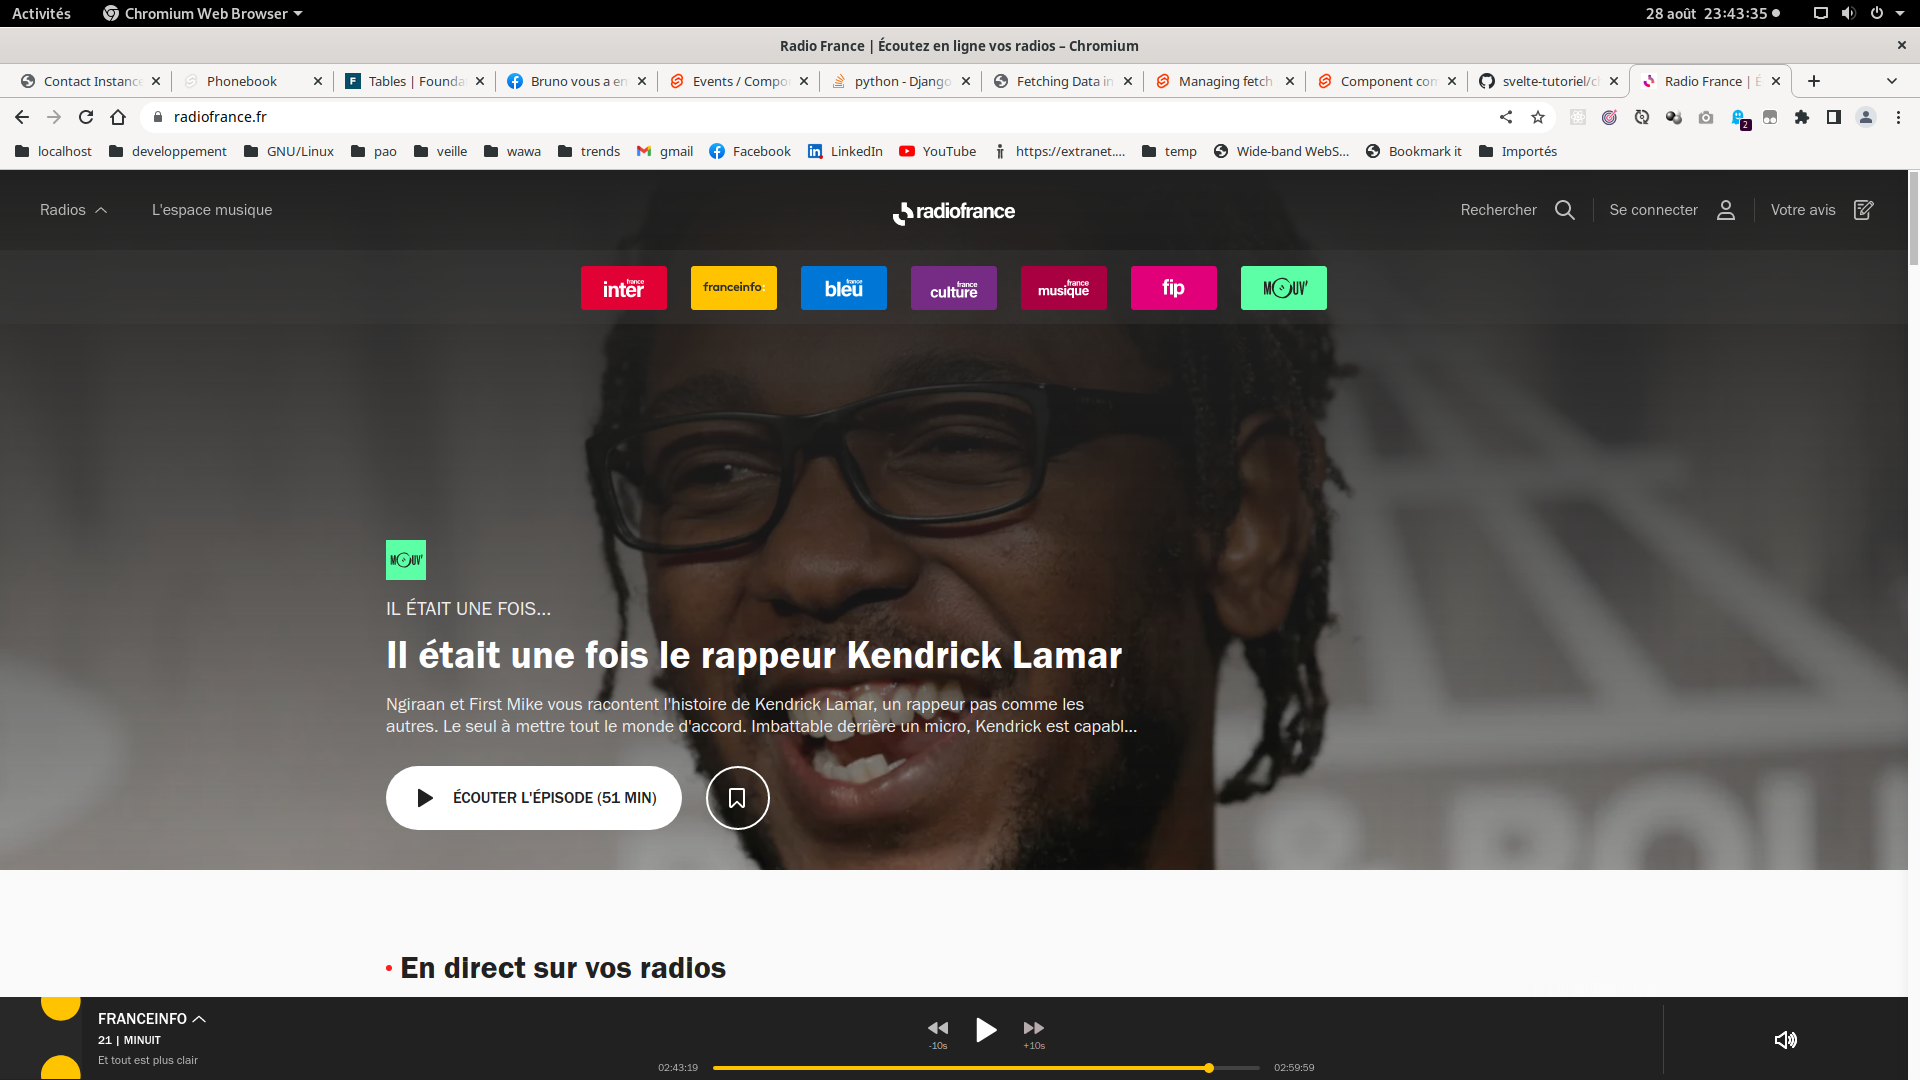 Activités Chromium Web Browser 28 août 23:43:35
Radio France | Écoutez en ligne vos radios – Chromium
Contact Instance Phonebook Tables | Founda Bruno vous a en Events / Compo python - Django Fetching Data in Managing fetch Component com svelte-tutoriel/cl Radio France | É
radiofrance.fr
2
localhost developpement GNU/Linux pao veille wawa trends gmail Facebook LinkedIn YouTube https://extranet.... temp Wide-band WebS... Bookmark it Importés
Radios L'espace musique radiofrance Rechercher Se connecter Votre avis
france inter franceinfo: france bleu france culture france musique fip MOUV'
MOUV'
IL ÉTAIT UNE FOIS...
Il était une fois le rappeur Kendrick Lamar
Ngiraan et First Mike vous racontent l'histoire de Kendrick Lamar, un rappeur pas comme les
autres. Le seul à mettre tout le monde d'accord. Imbattable derrière un micro, Kendrick est capabl...
ÉCOUTER L'ÉPISODE (51 MIN)
En direct sur vos radios
FRANCEINFO
21 | MINUIT
Et tout est plus clair
-10s +10s
02:43:19 02:59:59